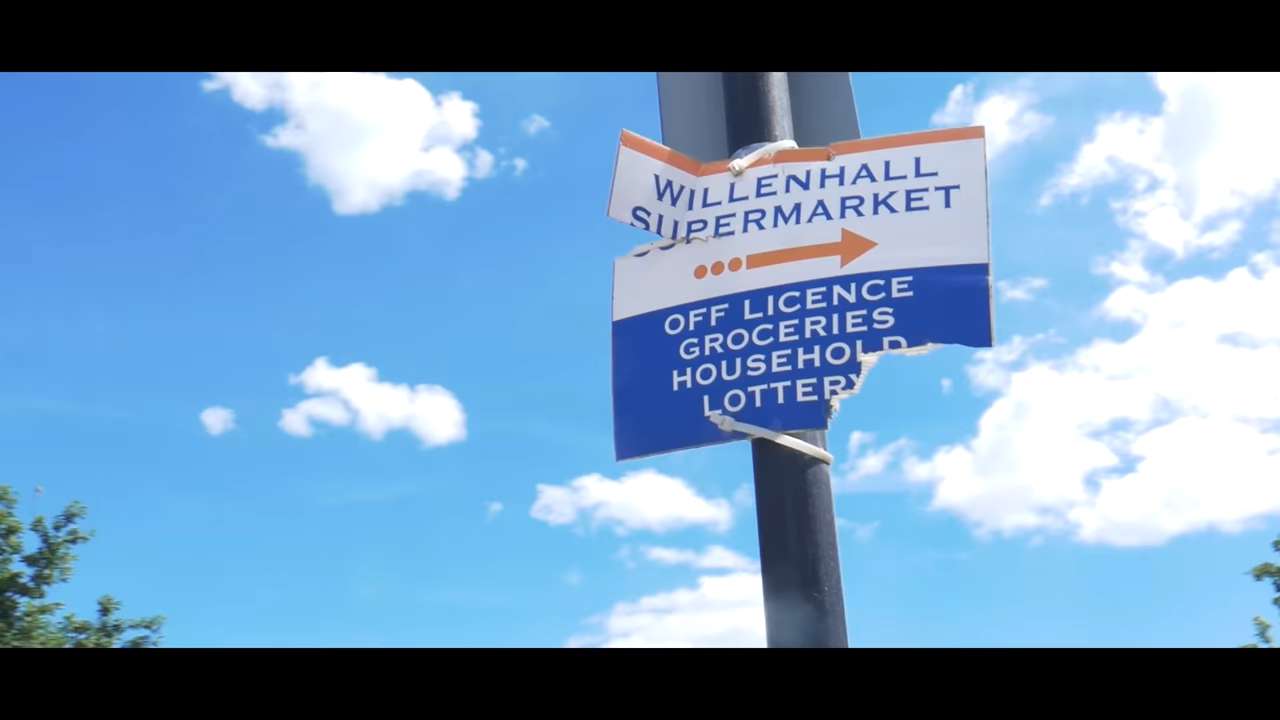 WILLENHALL
SUPERMARKET
OFF LICENCE
GROCERIES
HOUSEHOLD
LOTTERY